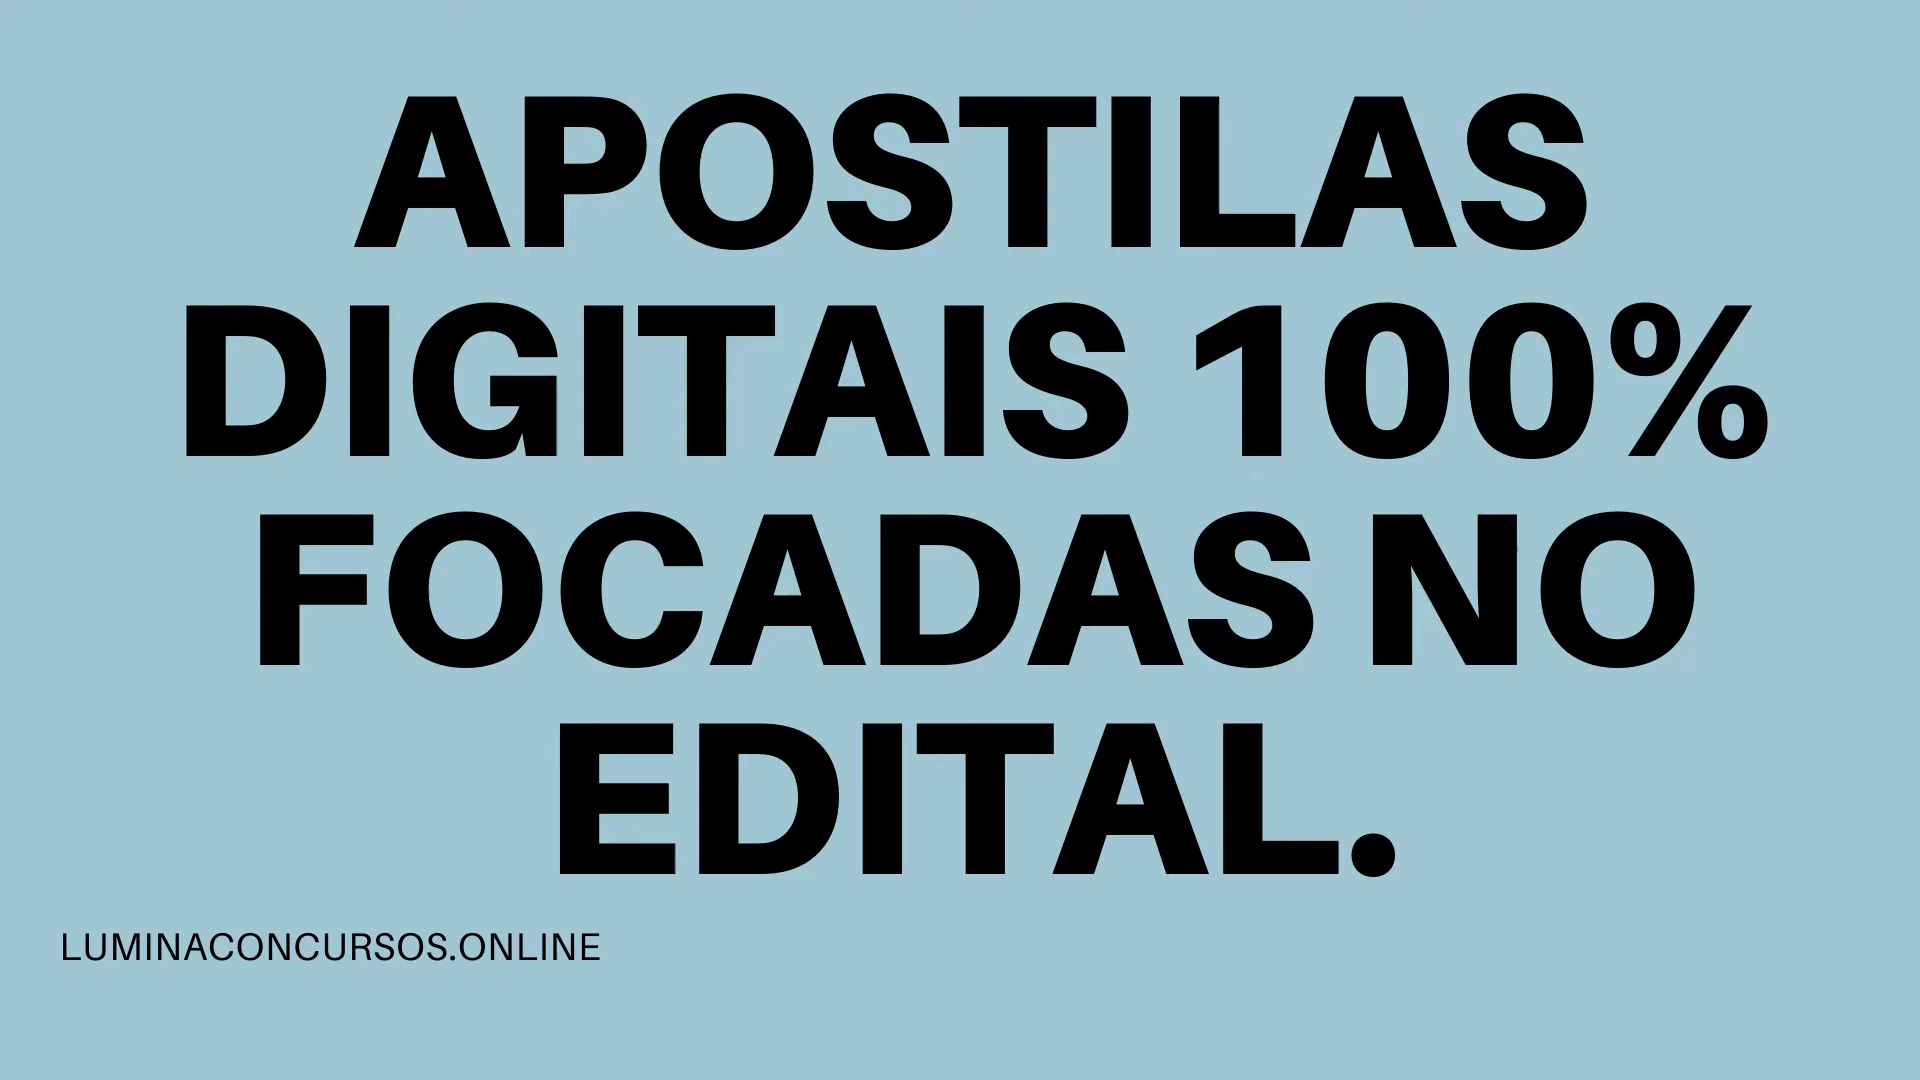 APOSTILAS
DIGITAIS 100%
FOCADAS NO
EDITAL.
LUMINACONCURSOS.ONLINE